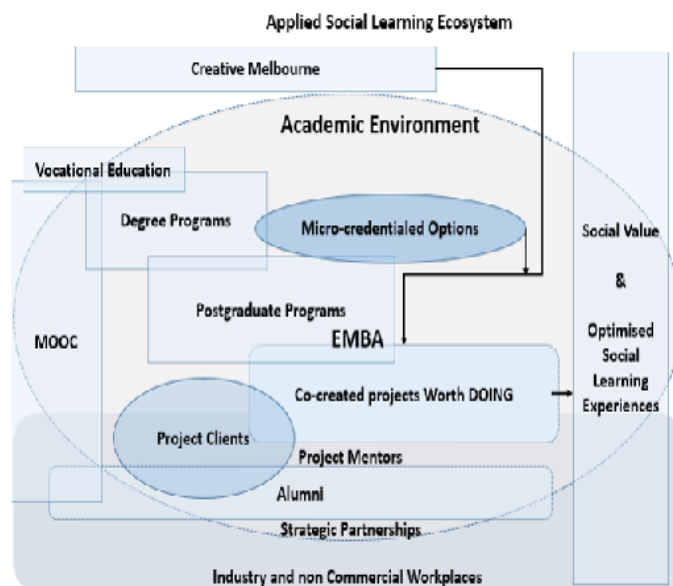 Applied Social Learning Ecosystem
Creative Melbourne
Academic Environment
Vocational Education
Degree Programs
Micro-credentialed Options
Social Value
&
Optimised
Social
Learning
Experiences
Postgraduate Programs
MOOC
EMBA
Co-created projects Worth DOING
Project Clients
Project Mentors
Alumni
Strategic Partnerships
Industry and non Commercial Workplaces